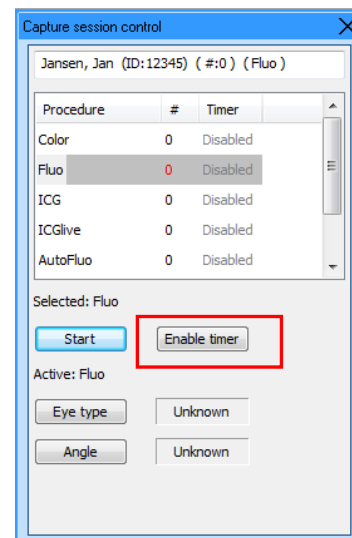 Capture session control
Jansen, Jan (ID:12345) ( #:0 ) ( Fluo )
Procedure # Timer
Color 0 Disabled
Fluo 0 Disabled
ICG 0 Disabled
ICGlive 0 Disabled
AutoFluo 0 Disabled
Selected: Fluo
Start Enable timer
Active: Fluo
Eye type Unknown
Angle Unknown